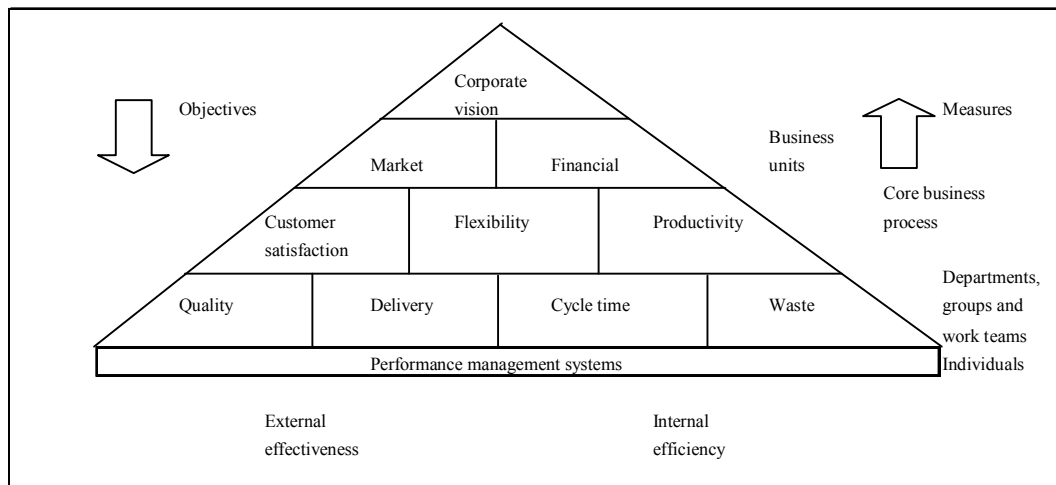 Corporate
vision
Objectives
Measures
Business
units
Market
Financial
Core business
process
Customer
satisfaction
Flexibility
Productivity
Departments,
groups and
work teams
Quality
Delivery
Cycle time
Waste
Individuals
Performance management systems
External
effectiveness
Internal
efficiency